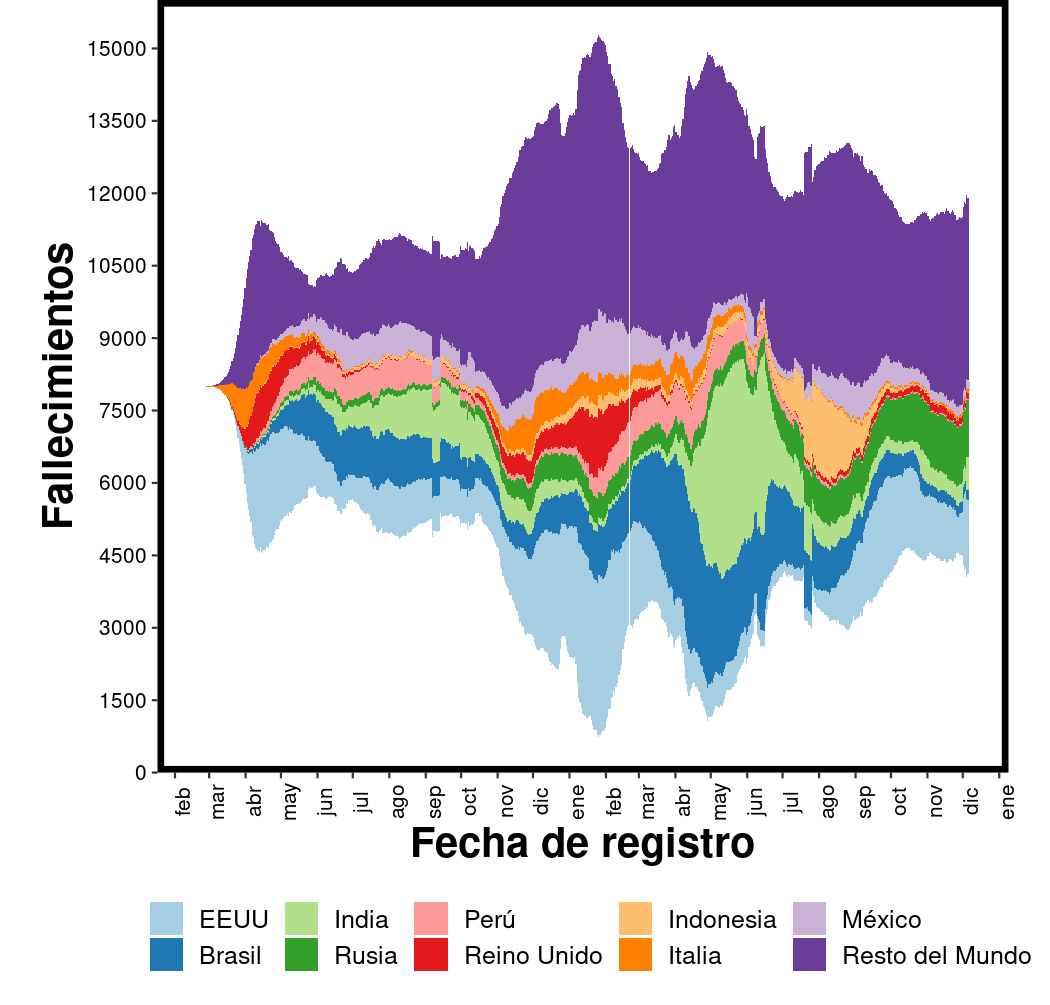 Fallecimientos
15000
13500
12000
10500
9000
7500
6000
4500
3000
1500
0
feb mar abr may jun jul ago sep oct nov dic ene feb mar abr may jun jul ago sep oct nov dic ene
Fecha de registro
EEUU India Perú Indonesia México
Brasil Rusia Reino Unido Italia Resto del Mundo